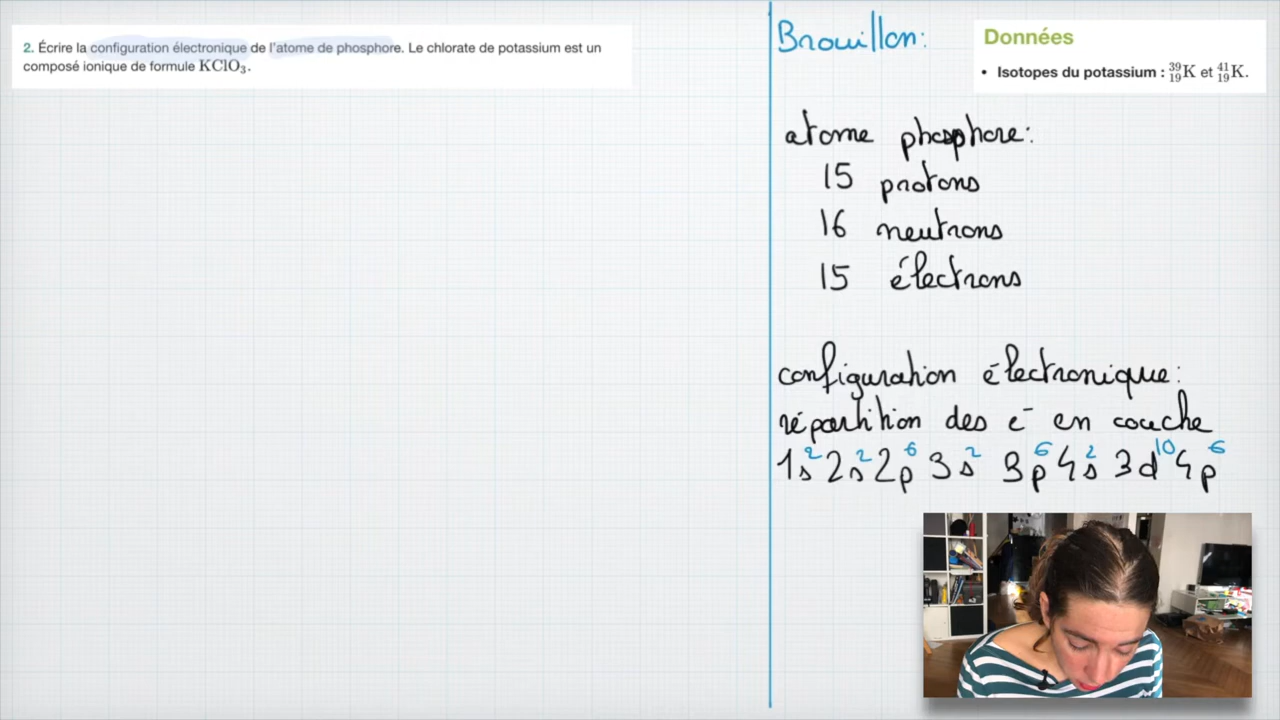 2. Écrire la configuration électronique de l'atome de phosphore. Le chlorate de potassium est un
composé ionique de formule KClO₃.
Brouillon:
Données
• Isotopes du potassium : ³⁹₁₉K et ⁴¹₁₉K.
atome phosphore:
15 protons
16 neutrons
15 électrons
configuration électronique:
répartition des e⁻ en couche
1s² 2s² 2p⁶ 3s² 3p⁶ 4s² 3d¹⁰ 4p⁶